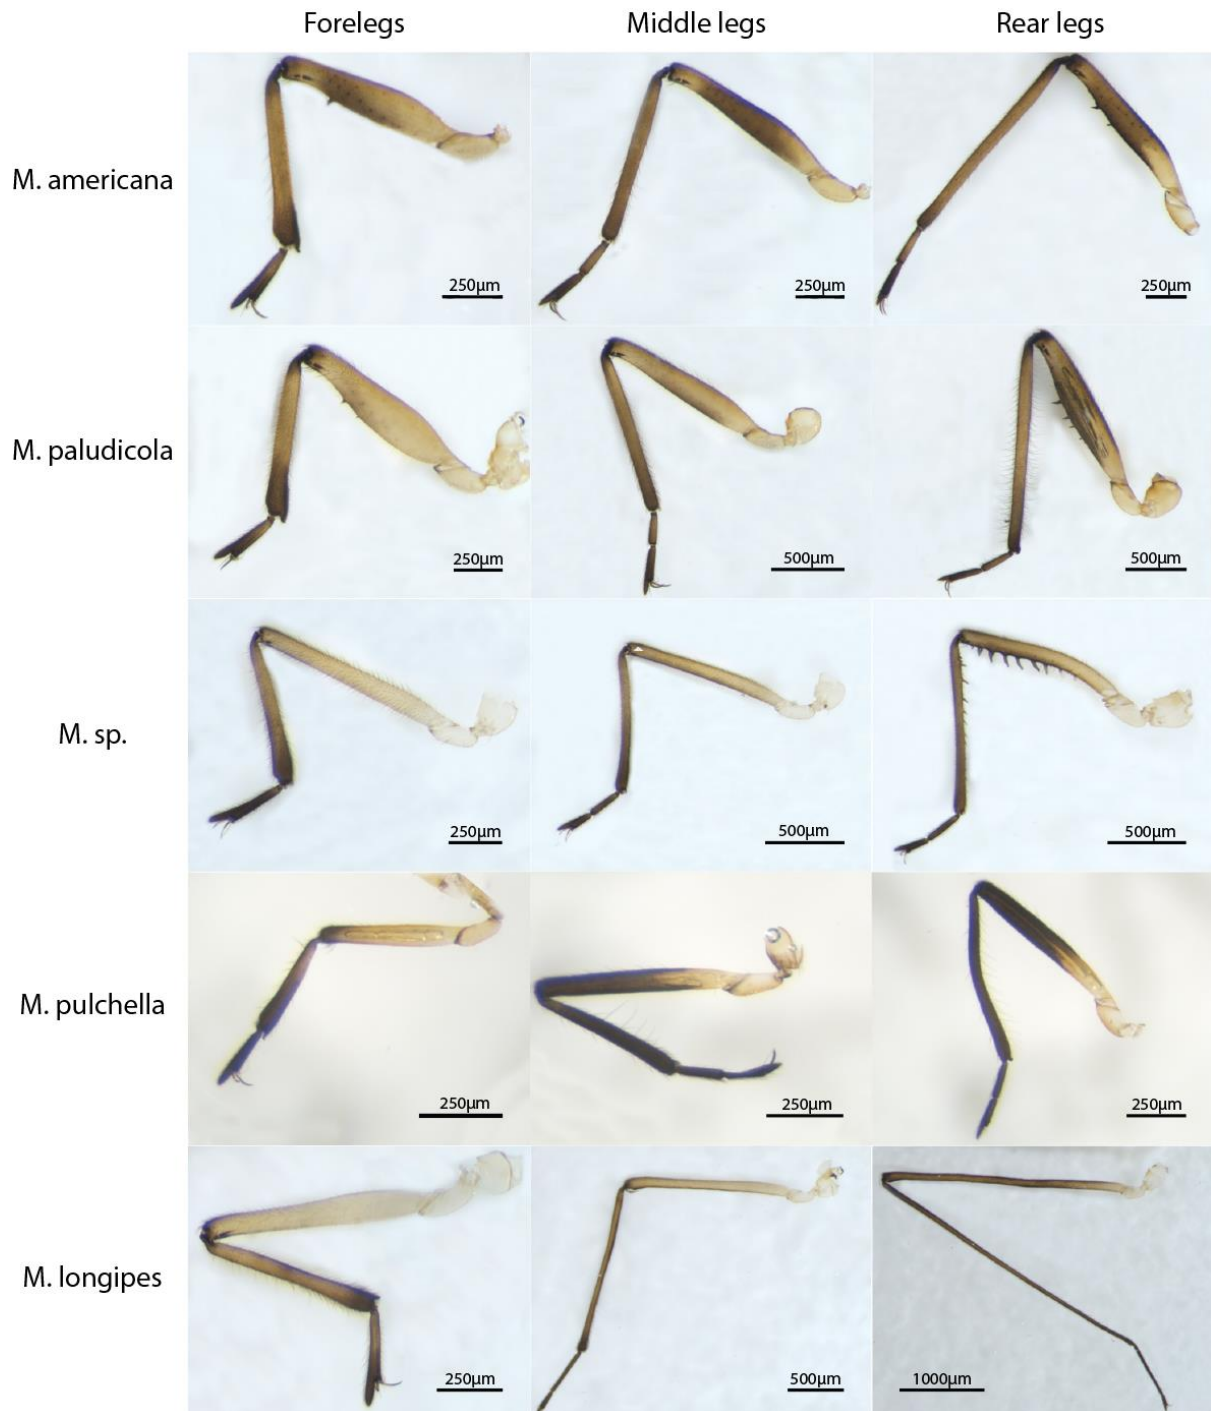 Forelegs Middle legs Rear legs
M. americana
250µm 250µm 250µm
M. paludicola
250µm 500µm 500µm
M. sp.
250µm 500µm 500µm
M. pulchella
250µm 250µm 250µm
M. longipes
250µm 500µm 1000µm